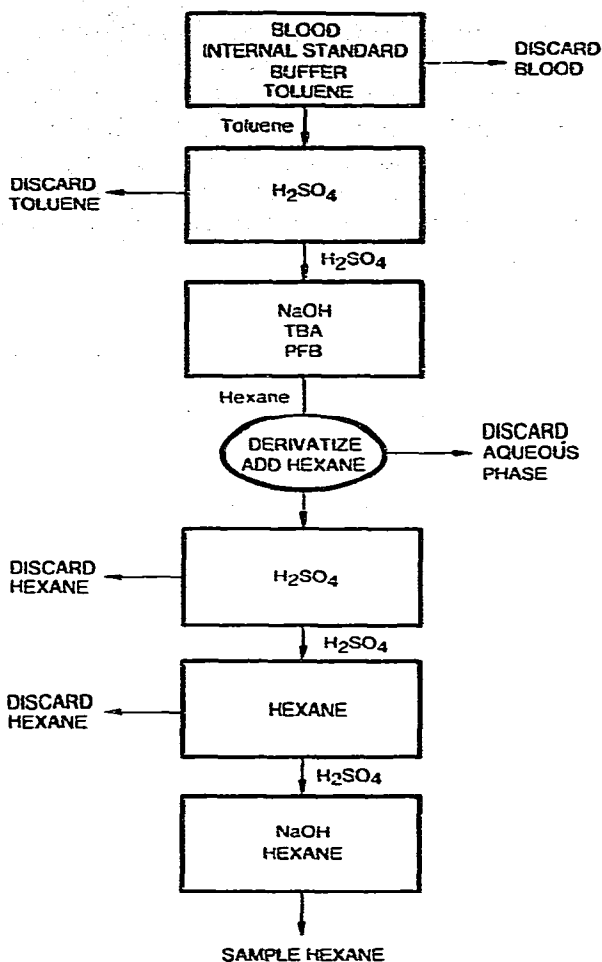 BLOOD
INTERNAL STANDARD
BUFFER
TOLUENE
DISCARD
BLOOD
Toluene
DISCARD
TOLUENE
H₂SO₄
H₂SO₄
NaOH
TBA
PFB
Hexane
DERIVATIZE
ADD HEXANE
DISCARD
AQUEOUS
PHASE
DISCARD
HEXANE
H₂SO₄
H₂SO₄
DISCARD
HEXANE
HEXANE
H₂SO₄
NaOH
HEXANE
SAMPLE HEXANE